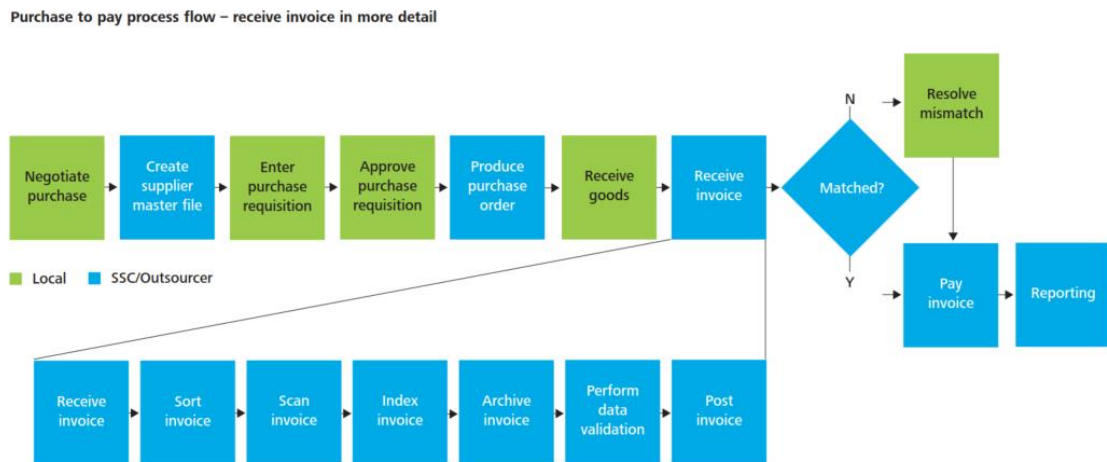 Purchase to pay process flow – receive invoice in more detail
Negotiate
purchase
Create
supplier
master file
Enter
purchase
requisition
Approve
purchase
requisition
Produce
purchase
order
Receive
goods
Receive
invoice
Matched?
N
Resolve
mismatch
Y
Pay
invoice
Reporting
Local
SSC/Outsourcer
Receive
invoice
Sort
invoice
Scan
invoice
Index
invoice
Archive
invoice
Perform
data
validation
Post
invoice